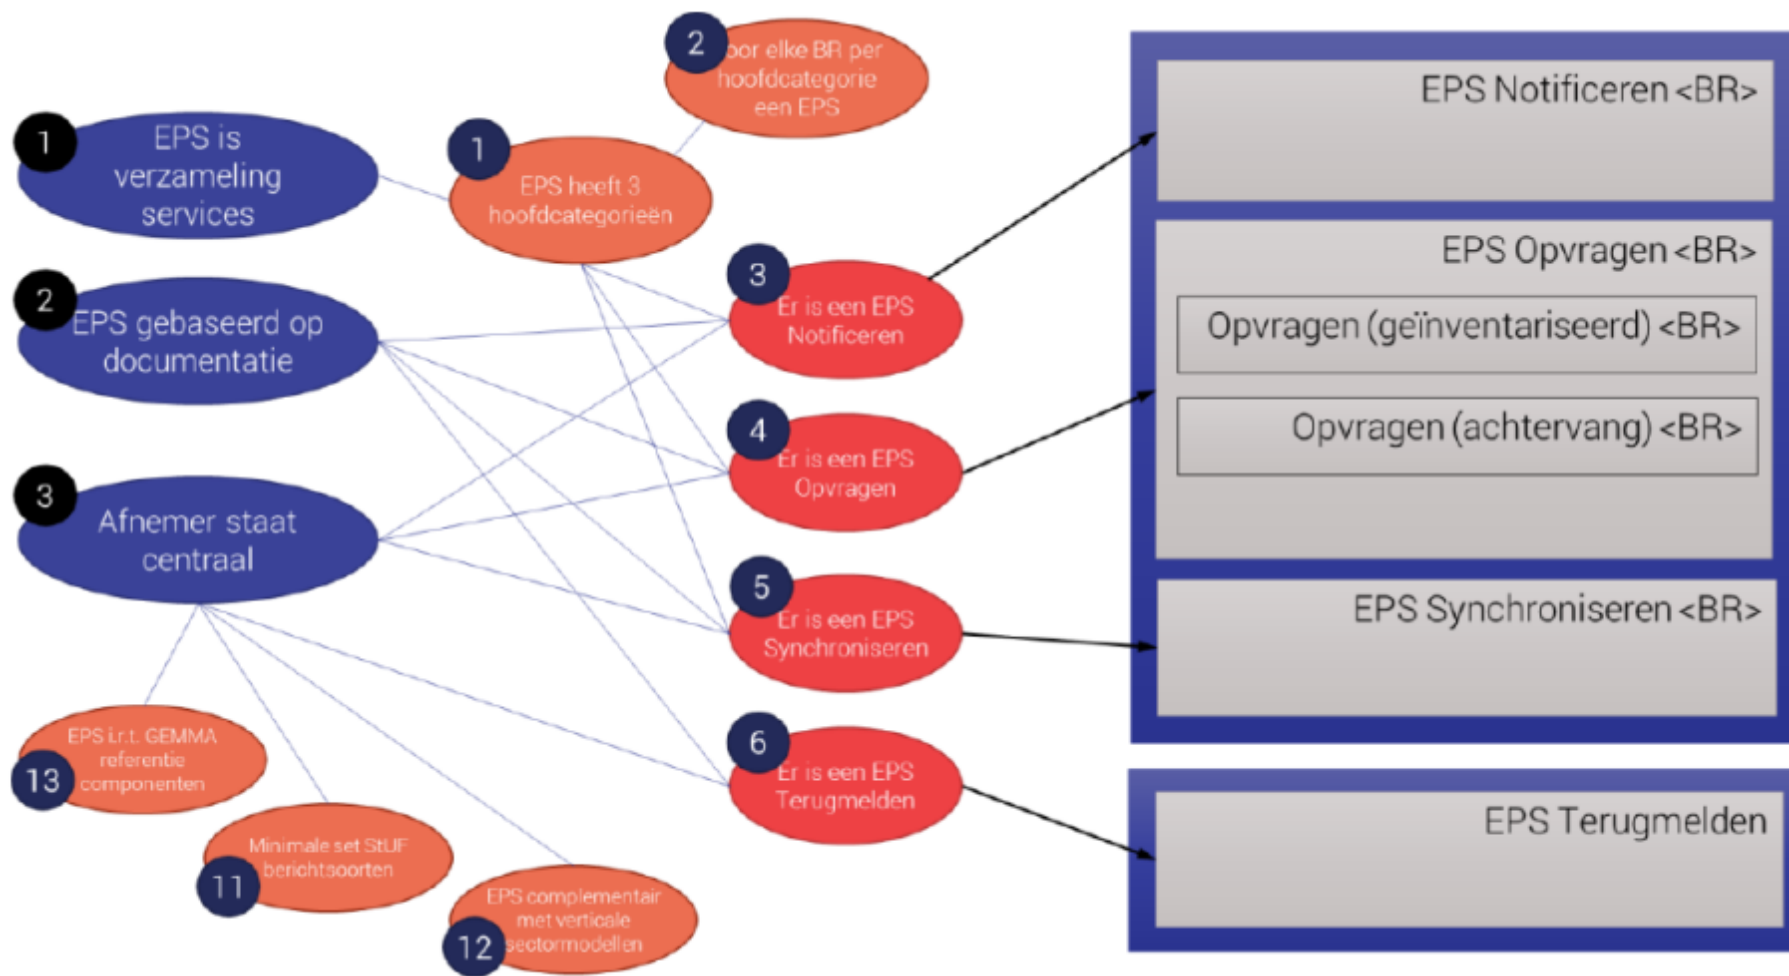 1
EPS is
verzameling
services
2
EPS gebaseerd op
documentatie
3
Afnemer staat
centraal
1
EPS heeft 3
hoofdcategorieën
2
oor elke BR per
hoofdcategorie
een EPS
3
Er is een EPS
Notificeren
4
Er is een EPS
Opvragen
5
Er is een EPS
Synchroniseren
6
Er is een EPS
Terugmelden
13
EPS i.r.t. GEMMA
referentie
componenten
11
Minimale set StUF
berichtsoorten
12
EPS complementair
met verticale
sectormodellen
EPS Notificeren <BR>
EPS Opvragen <BR>
Opvragen (geïnventariseerd) <BR>
Opvragen (achtervang) <BR>
EPS Synchroniseren <BR>
EPS Terugmelden